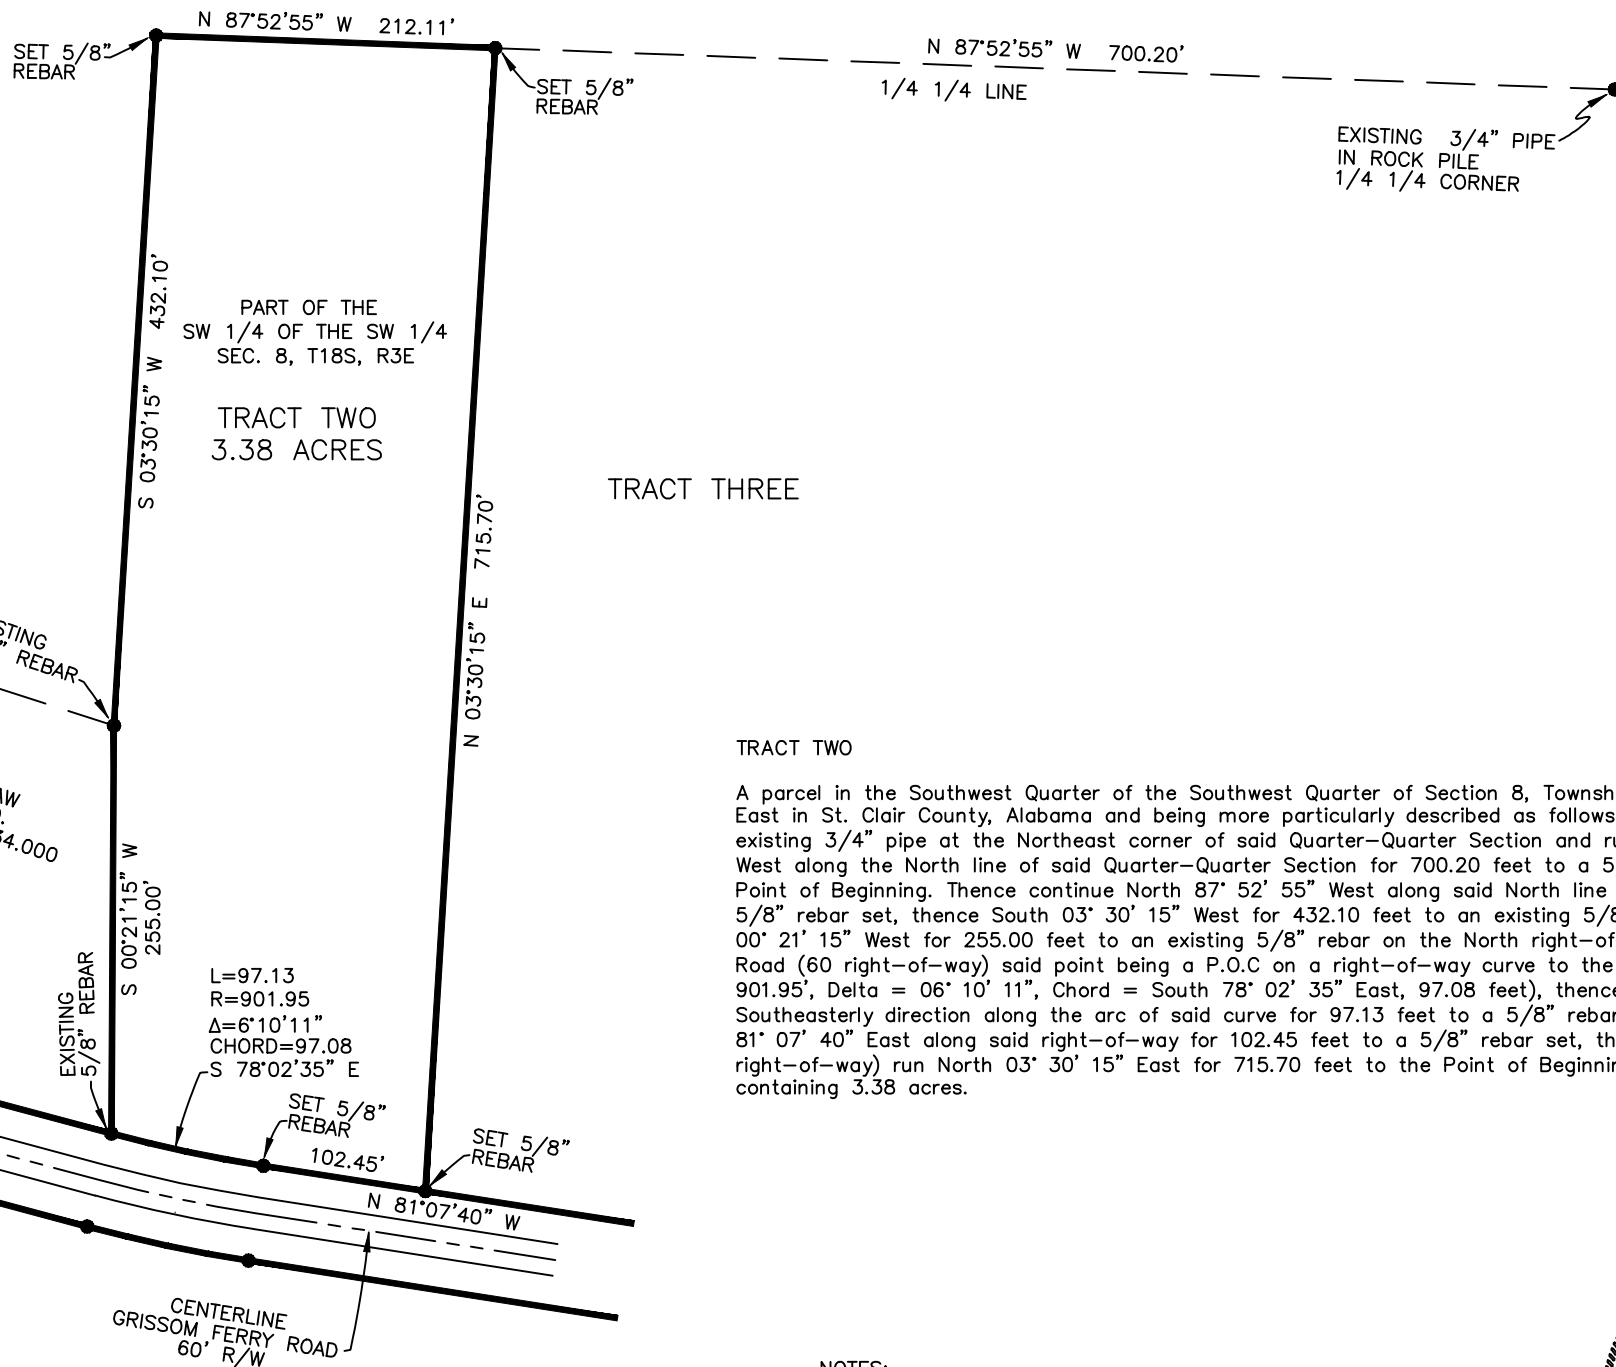 N 87°52'55" W 212.11'
SET 5/8"
REBAR
SET 5/8"
REBAR
N 87°52'55" W 700.20'
1/4 1/4 LINE
EXISTING 3/4" PIPE
IN ROCK PILE
1/4 1/4 CORNER
S 03°30'15" W 432.10'
PART OF THE
SW 1/4 OF THE SW 1/4
SEC. 8, T18S, R3E
TRACT TWO
3.38 ACRES
TRACT THREE
N 03°30'15" E 715.70'
REBAR
4.000
S 00°21'15" W
255.00'
EXISTING
5/8" REBAR
L=97.13
R=901.95
Δ=6°10'11"
CHORD=97.08
S 78°02'35" E
SET 5/8"
REBAR
102.45'
SET 5/8"
REBAR
N 81°07'40" W
CENTERLINE
GRISSOM FERRY ROAD
60' R/W
TRACT TWO
A parcel in the Southwest Quarter of the Southwest Quarter of Section 8, Townsh
East in St. Clair County, Alabama and being more particularly described as follows
existing 3/4" pipe at the Northeast corner of said Quarter-Quarter Section and ru
West along the North line of said Quarter-Quarter Section for 700.20 feet to a 5
Point of Beginning. Thence continue North 87° 52' 55" West along said North line
5/8" rebar set, thence South 03° 30' 15" West for 432.10 feet to an existing 5/8
00° 21' 15" West for 255.00 feet to an existing 5/8" rebar on the North right-of
Road (60 right-of-way) said point being a P.O.C on a right-of-way curve to the
901.95', Delta = 06° 10' 11", Chord = South 78° 02' 35" East, 97.08 feet), thence
Southeasterly direction along the arc of said curve for 97.13 feet to a 5/8" rebar
81° 07' 40" East along said right-of-way for 102.45 feet to a 5/8" rebar set, th
right-of-way) run North 03° 30' 15" East for 715.70 feet to the Point of Beginnin
containing 3.38 acres.
NOTES: